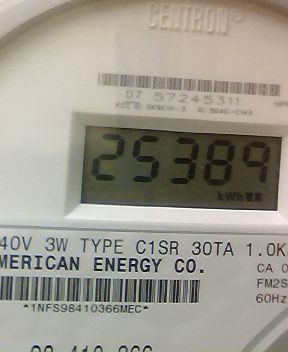 CENTRON®
07 57245311
25389
kWh
40V 3W TYPE C1SR 30TA 1.0K
MERICAN ENERGY CO.
CA 0
FM2S
60Hz
*1NFS98410366MEC*